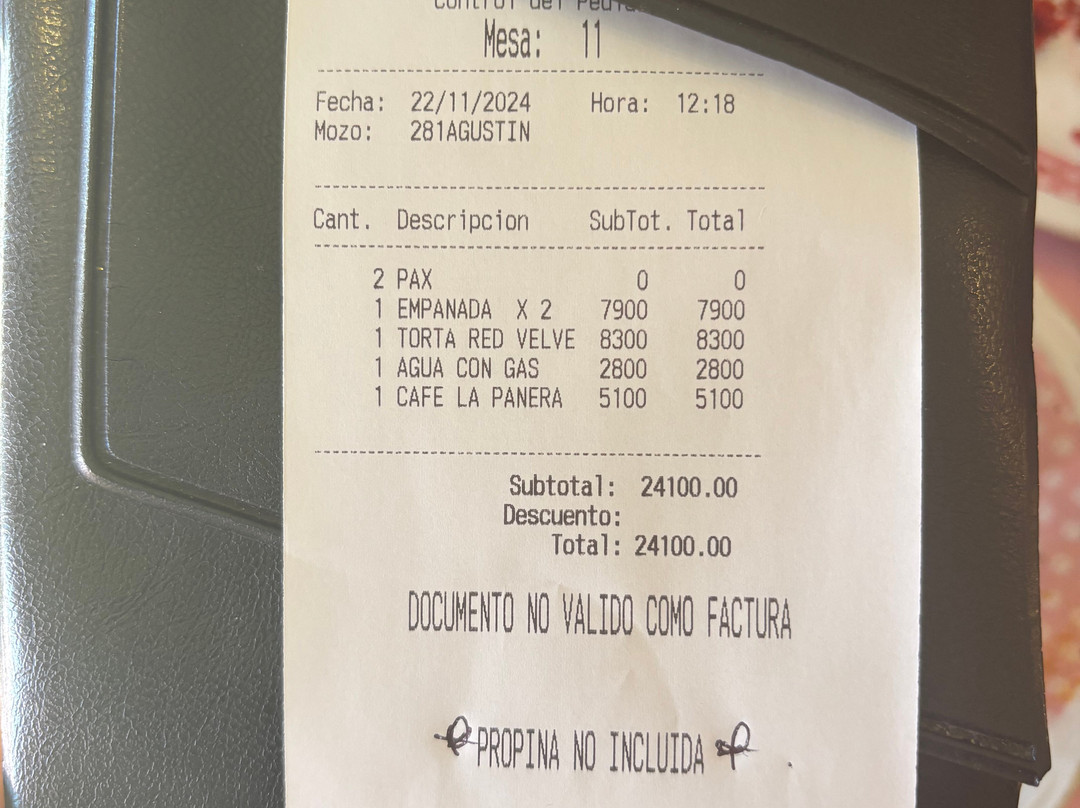 Control del
Mesa: 11
Fecha: 22/11/2024 Hora: 12:18
Mozo: 281AGUSTIN
Cant. Descripcion SubTot. Total
2 PAX 0 0
1 EMPANADA X 2 7900 7900
1 TORTA RED VELVE 8300 8300
1 AGUA CON GAS 2800 2800
1 CAFE LA PANERA 5100 5100
Subtotal: 24100.00
Descuento:
Total: 24100.00
DOCUMENTO NO VALIDO COMO FACTURA
PROPINA NO INCLUIDA